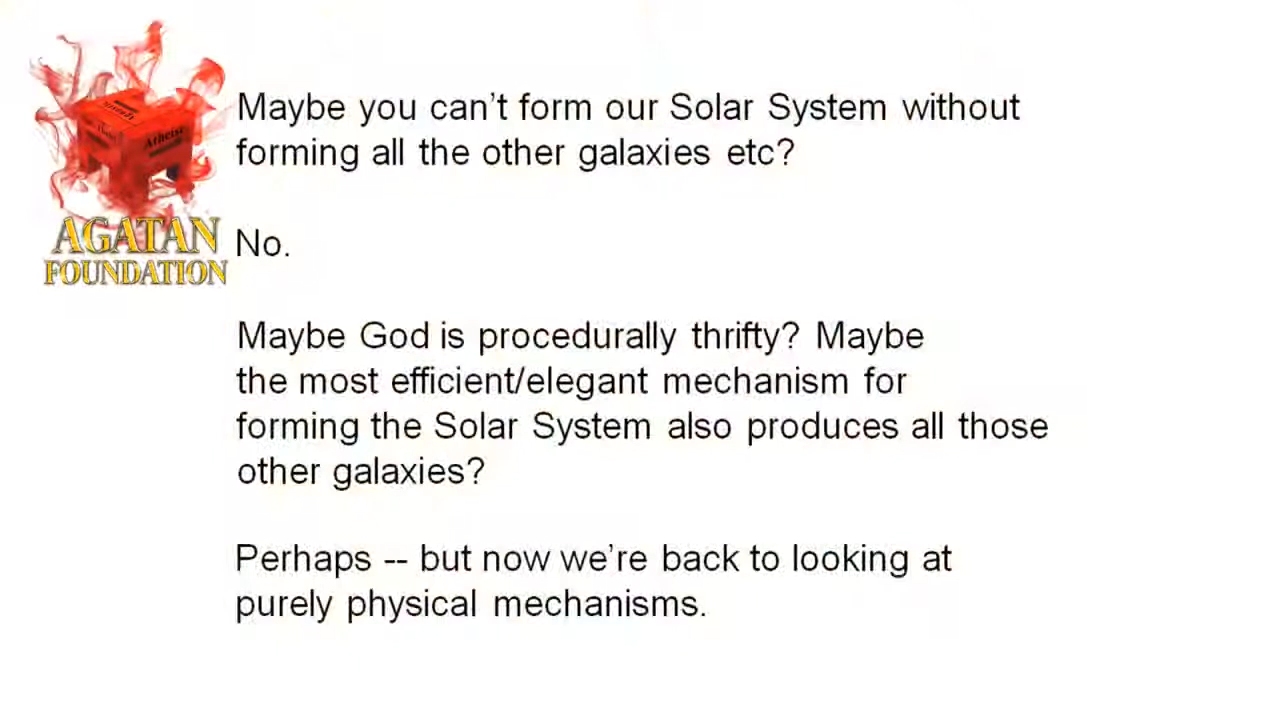 Maybe you can't form our Solar System without
forming all the other galaxies etc?
No.
Maybe God is procedurally thrifty? Maybe
the most efficient/elegant mechanism for
forming the Solar System also produces all those
other galaxies?
Perhaps -- but now we're back to looking at
purely physical mechanisms.
Atheist
AGATAN
FOUNDATION